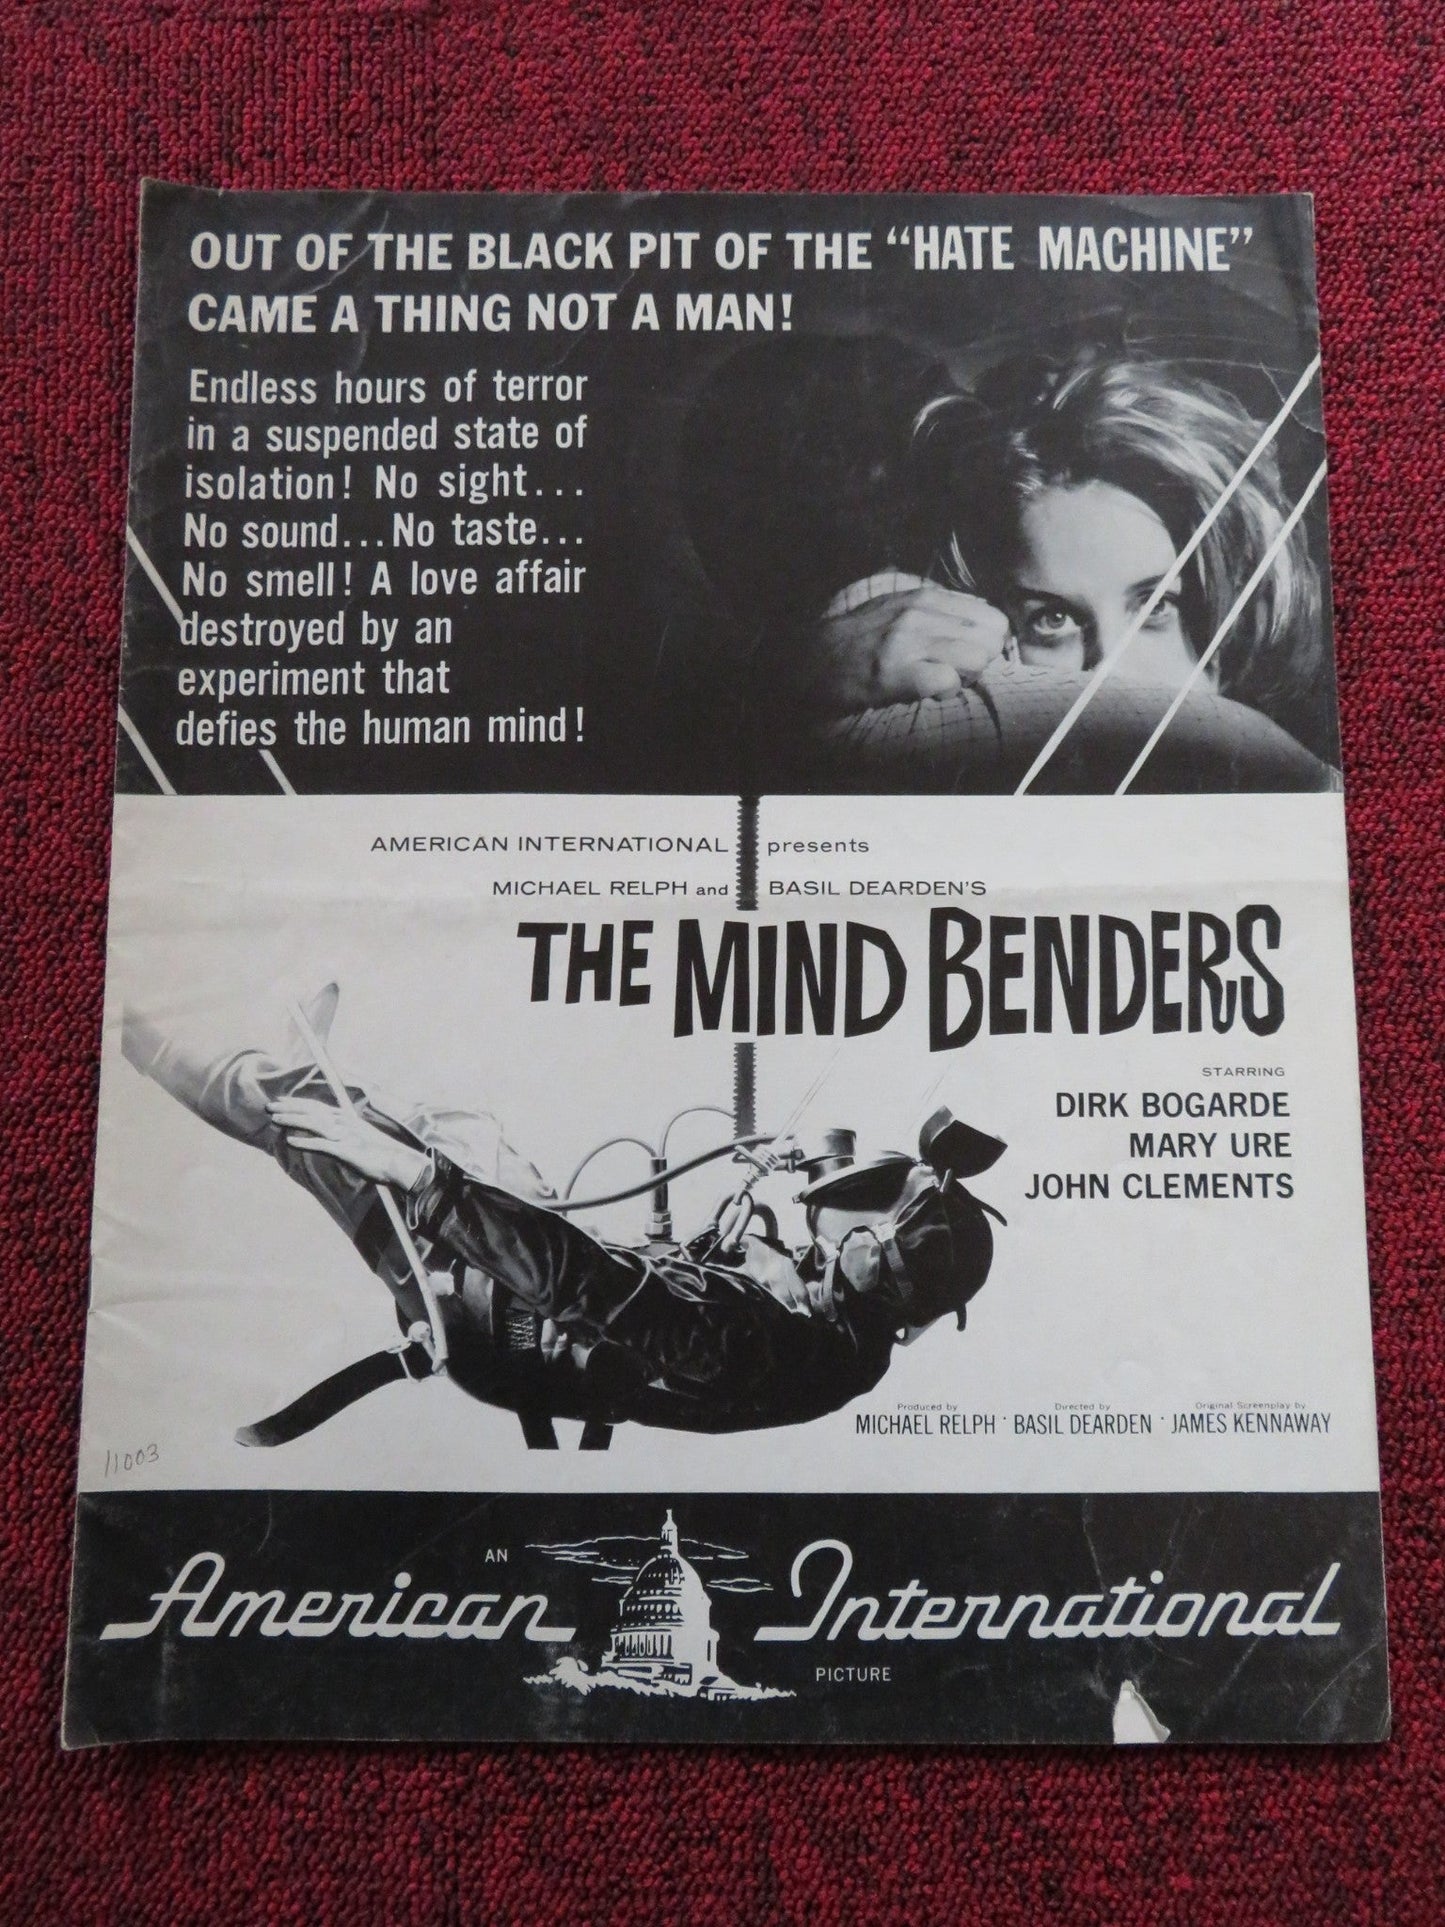 OUT OF THE BLACK PIT OF THE “HATE MACHINE”
CAME A THING NOT A MAN!
Endless hours of terror
in a suspended state of
isolation! No sight...
No sound...No taste...
No smell! A love affair
destroyed by an
experiment that
defies the human mind!
AMERICAN INTERNATIONAL presents
MICHAEL RELPH and BASIL DEARDEN'S
THE MIND BENDERS
STARRING
DIRK BOGARDE
MARY URE
JOHN CLEMENTS
Produced by Directed by Original Screenplay by
MICHAEL RELPH · BASIL DEARDEN · JAMES KENNAWAY
11003
AN
American International
PICTURE